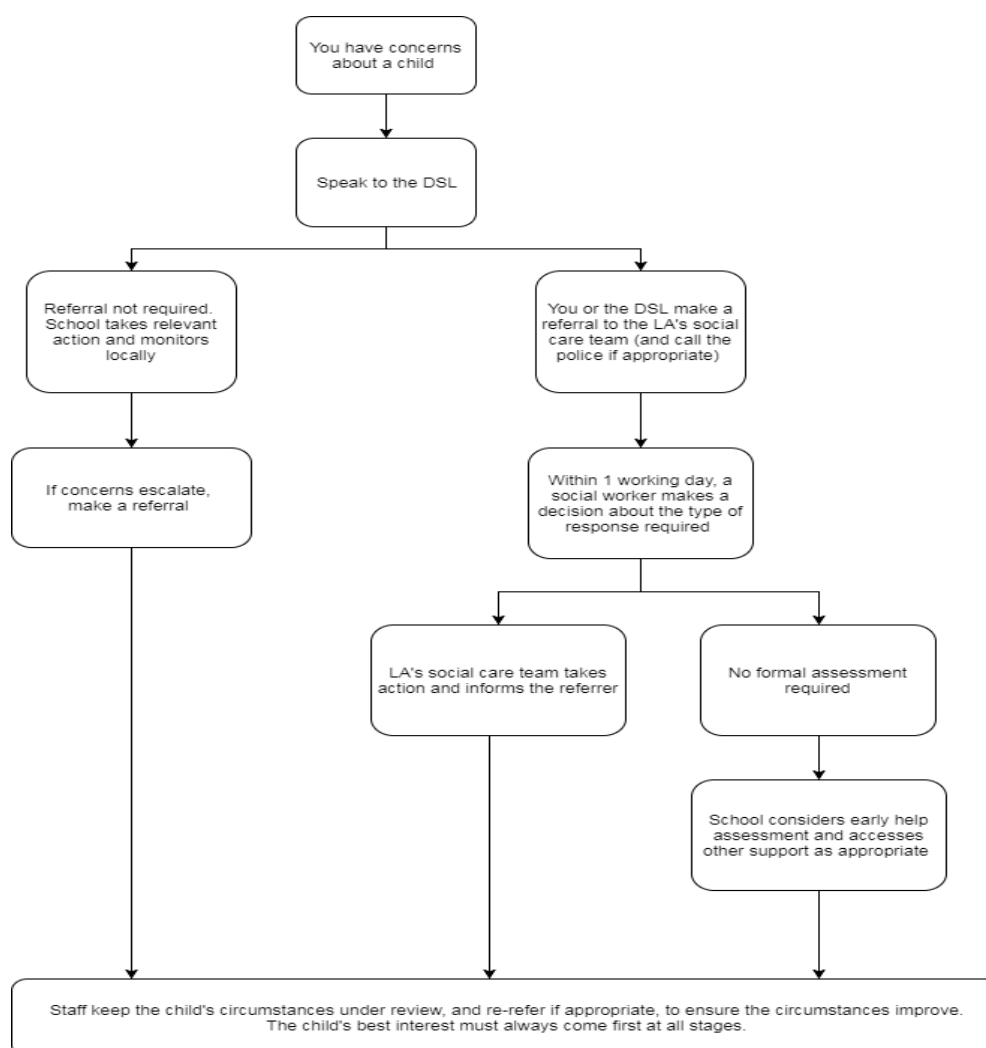 You have concerns
about a child
Speak to the DSL
Referral not required.
School takes relevant
action and monitors
locally
You or the DSL make a
referral to the LA's social
care team (and call the
police if appropriate)
If concerns escalate,
make a referral
Within 1 working day, a
social worker makes a
decision about the type of
response required
LA's social care team takes
action and informs the referrer
No formal assessment
required
School considers early help
assessment and accesses
other support as appropriate
Staff keep the child's circumstances under review, and re-refer if appropriate, to ensure the circumstances improve.
The child's best interest must always come first at all stages.